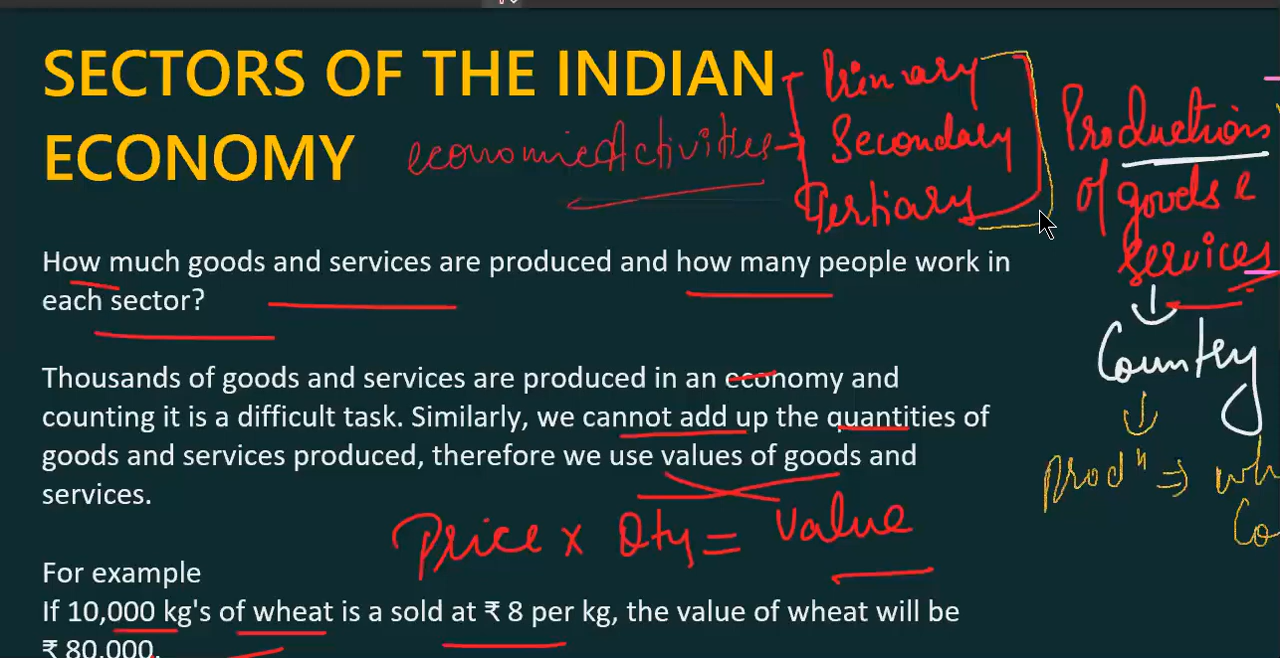 SECTORS OF THE INDIAN
ECONOMY
economic Activities
Primary
Secondary
Tertiary
Productions
of goods &
Services
Country
Prodⁿ ⇒
How much goods and services are produced and how many people work in
each sector?
Thousands of goods and services are produced in an economy and
counting it is a difficult task. Similarly, we cannot add up the quantities of
goods and services produced, therefore we use values of goods and
services.
Price x Qty = Value
For example
If 10,000 kg's of wheat is a sold at ₹ 8 per kg, the value of wheat will be
₹ 80,000.